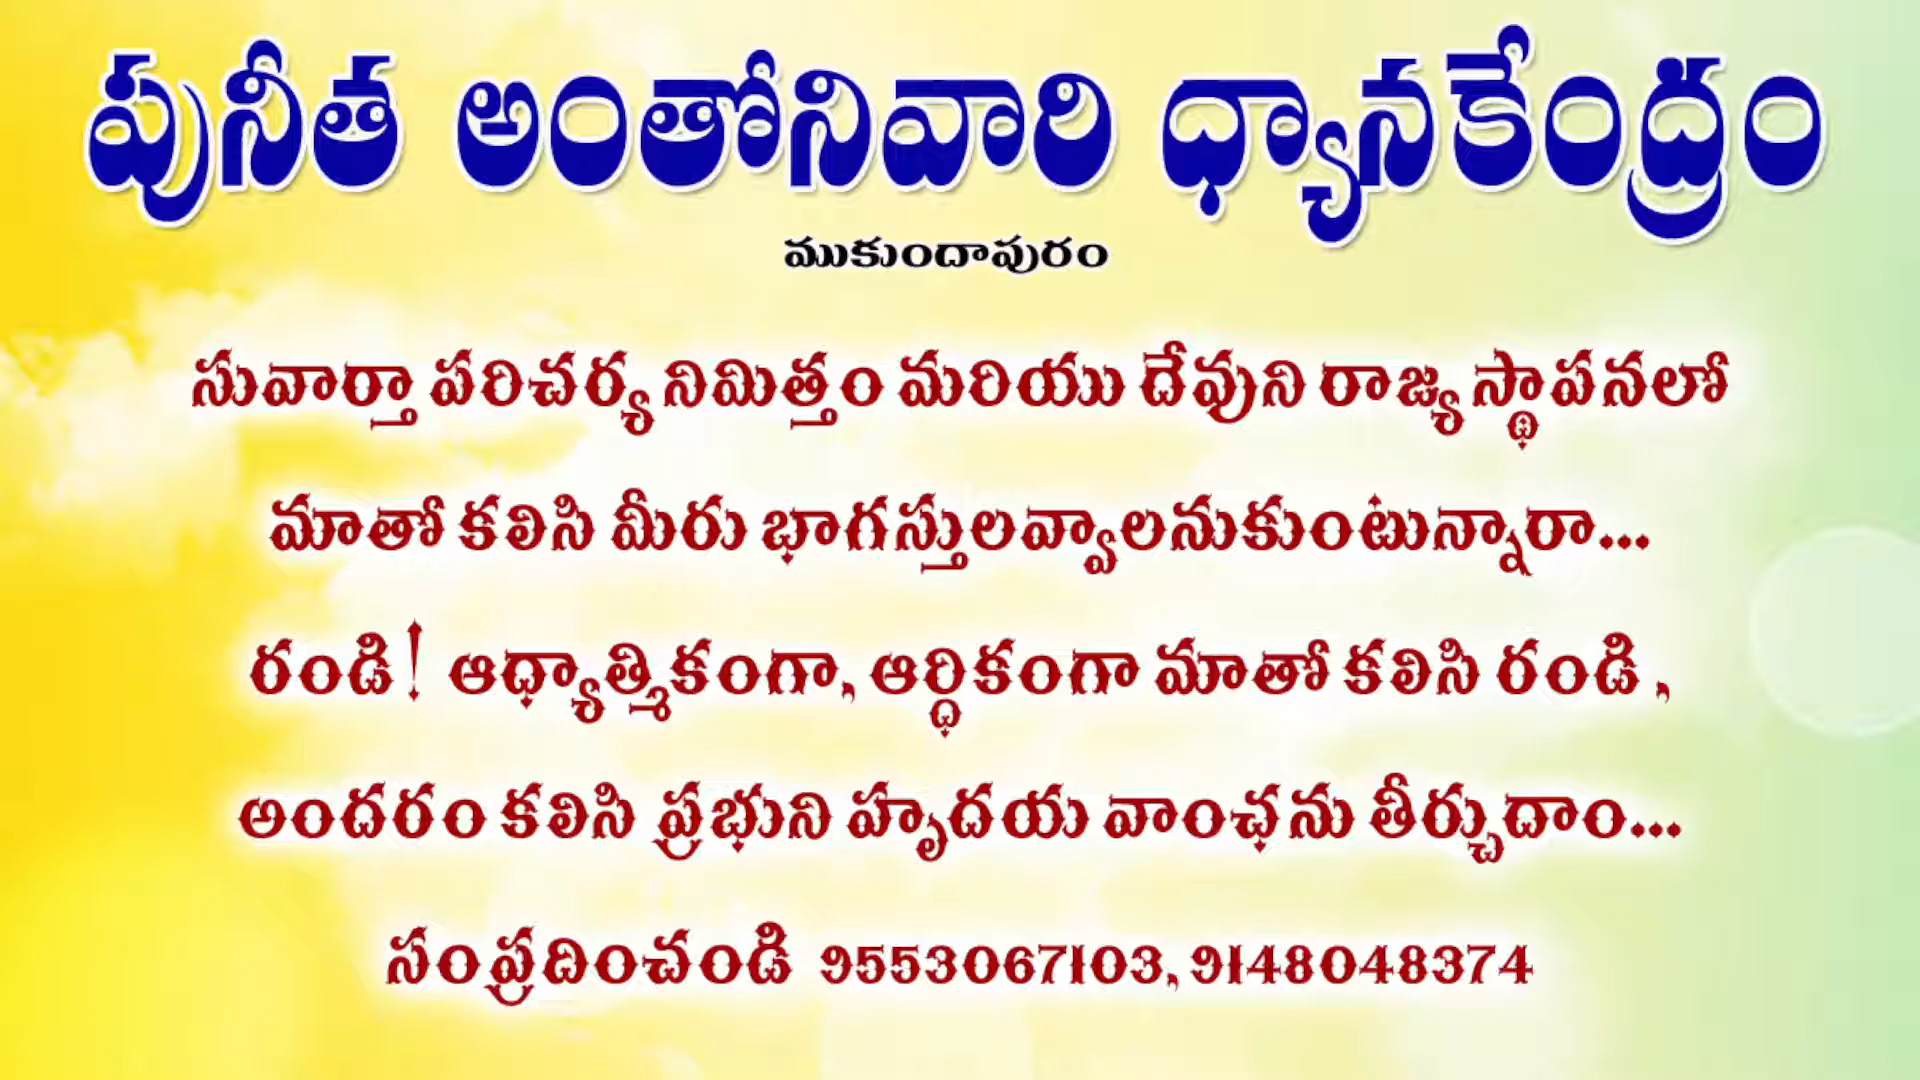 పునీత అంతోనివారి ధ్యానకేంద్రం
ముకుందాపురం
సువార్తా పరిచర్య నిమిత్తం మరియు దేవుని రాజ్య స్థాపనలో
మాతో కలిసి మీరు భాగస్తులవ్వాలనుకుంటున్నారా...
రండి! ఆధ్యాత్మికంగా, ఆర్ధికంగా మాతో కలిసి రండి,
అందరం కలిసి ప్రభుని హృదయ వాంఛను తీర్చుదాం...
సంప్రదించండి 9553067103, 9148048374